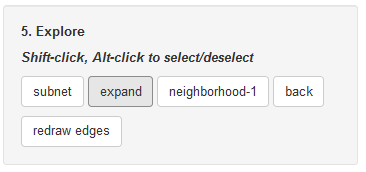 5. Explore
Shift-click, Alt-click to select/deselect
subnet expand neighborhood-1 back
redraw edges